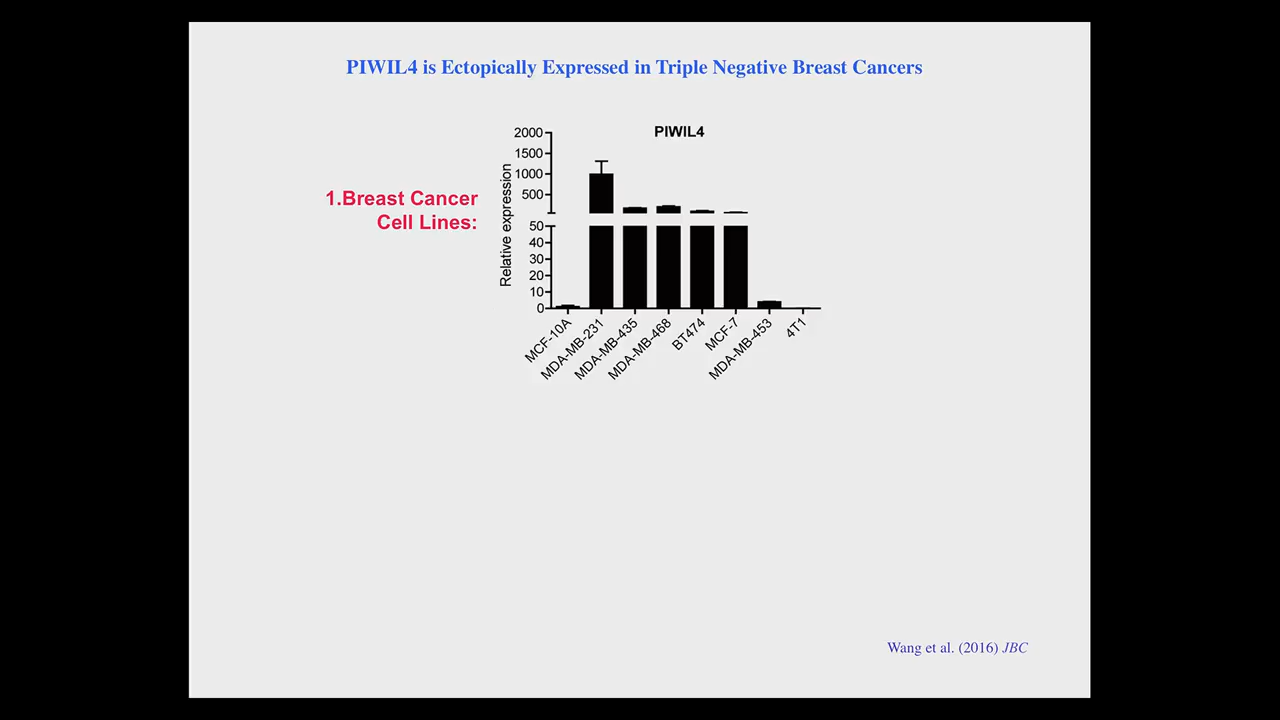 PIWIL4 is Ectopically Expressed in Triple Negative Breast Cancers
1.Breast Cancer
Cell Lines:
PIWIL4
Relative expression
2000
1500
1000
500
50
40
30
20
10
0
MCF-10A
MDA-MB-231
MDA-MB-435
MDA-MB-468
BT474
MCF-7
MDA-MB-453
4T1
Wang et al. (2016) JBC